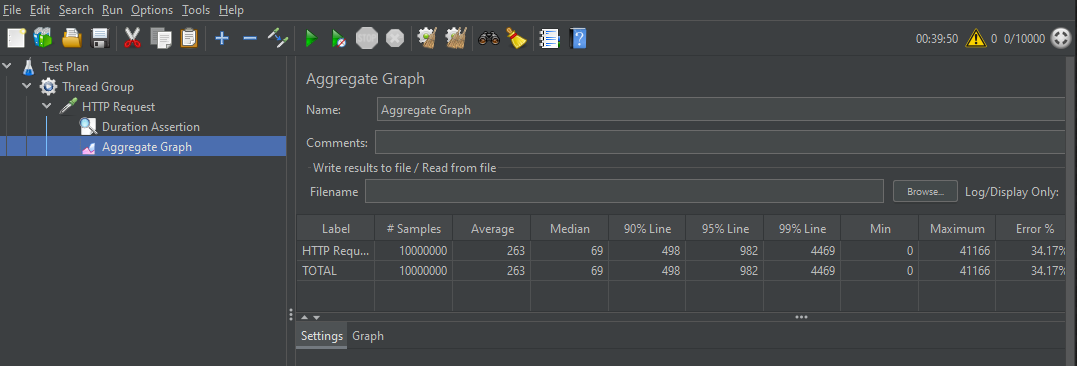 File Edit Search Run Options Tools Help
STOP 00:39:50 0 0/10000
Test Plan
Thread Group
HTTP Request
Duration Assertion
Aggregate Graph
Aggregate Graph
Name: Aggregate Graph
Comments:
Write results to file / Read from file
Filename Browse... Log/Display Only:
Label # Samples Average Median 90% Line 95% Line 99% Line Min Maximum Error %
HTTP Requ... 10000000 263 69 498 982 4469 0 41166 34.17%
TOTAL 10000000 263 69 498 982 4469 0 41166 34.17%
Settings Graph